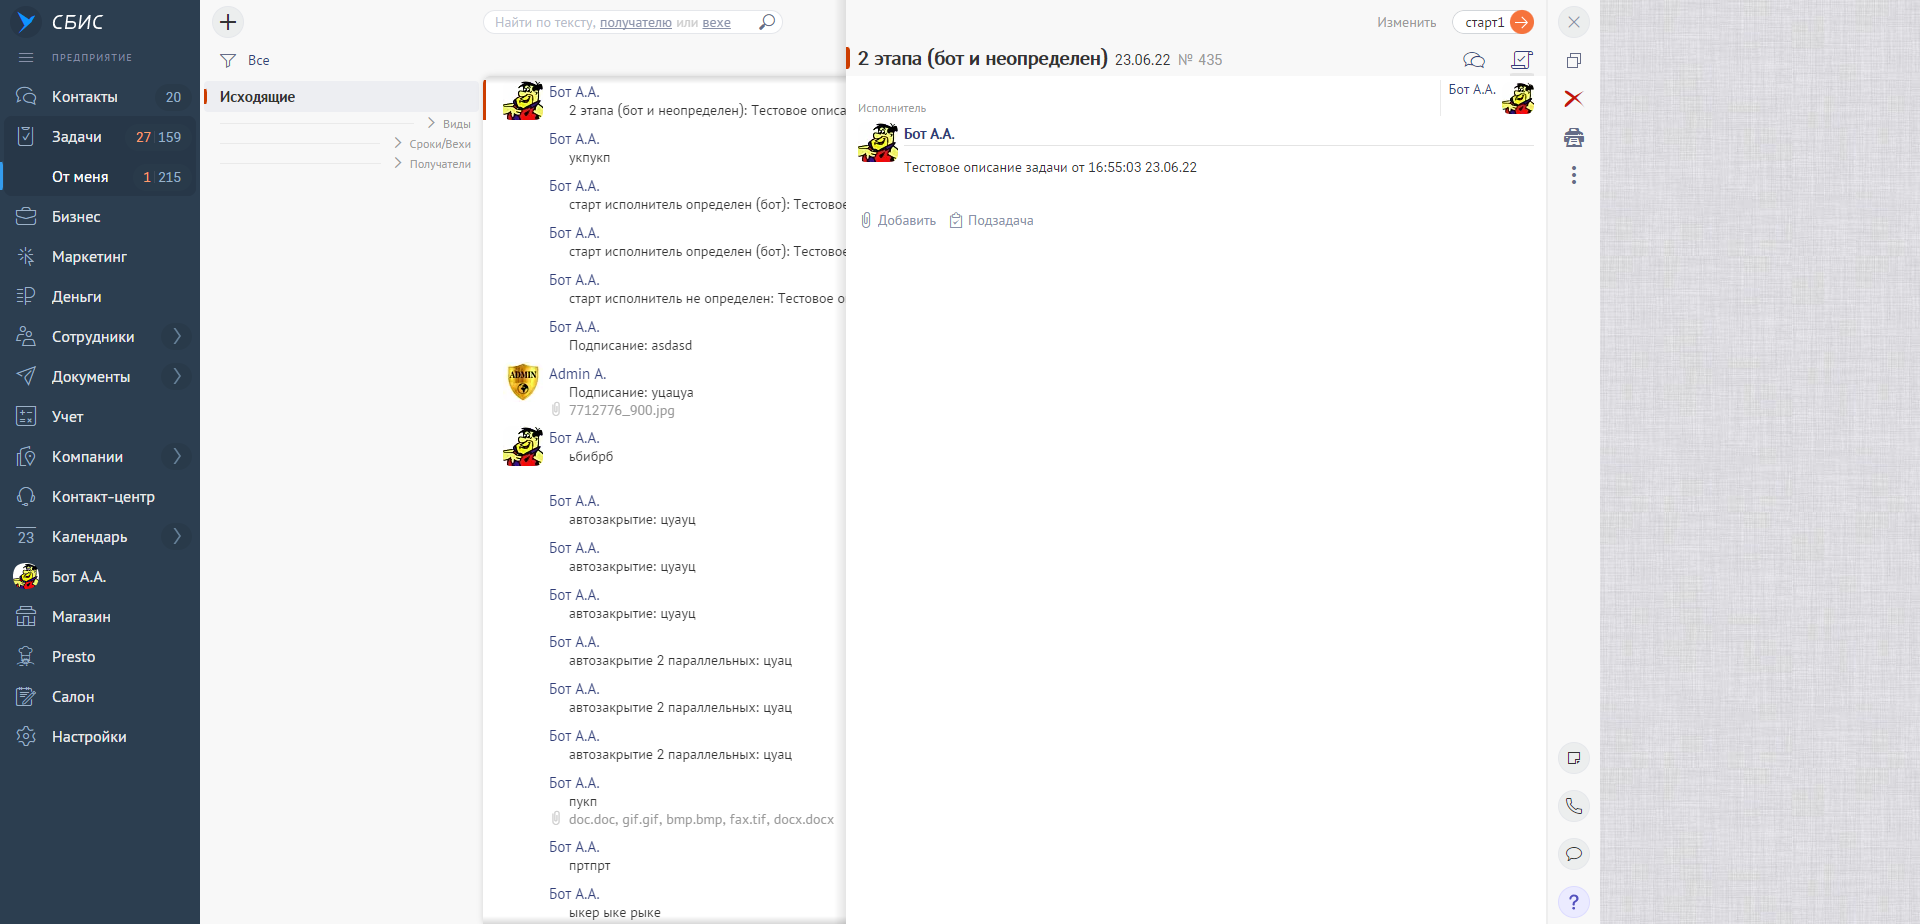 СБИС
ПРЕДПРИЯТИЕ
Контакты 20
Задачи 27 159
От меня 1 215
Бизнес
Маркетинг
Деньги
Сотрудники
Документы
Учет
Компании
Контакт-центр
23 Календарь
Бот А.А.
Магазин
Presto
Салон
Настройки
Найти по тексту, получателю или вехе
Все
Исходящие
Виды
Сроки/Вехи
Получатели
Бот А.А.
2 этапа (бот и неопределен): Тестовое описа
Бот А.А.
укпукп
Бот А.А.
старт исполнитель определен (бот): Тестовое
Бот А.А.
старт исполнитель определен (бот): Тестовое
Бот А.А.
старт исполнитель не определен: Тестовое о
Бот А.А.
Подписание: asdasd
ADMIN
Admin А.
Подписание: уцацуа
7712776_900.jpg
Бот А.А.
ьбибрб
Бот А.А.
автозакрытие: цуауц
Бот А.А.
автозакрытие: цуауц
Бот А.А.
автозакрытие: цуауц
Бот А.А.
автозакрытие 2 параллельных: цуац
Бот А.А.
автозакрытие 2 параллельных: цуац
Бот А.А.
автозакрытие 2 параллельных: цуац
Бот А.А.
пукп
doc.doc, gif.gif, bmp.bmp, fax.tif, docx.docx
Бот А.А.
пртпрт
Бот А.А.
ыкер ыке рыке
Изменить старт1
2 этапа (бот и неопределен) 23.06.22 № 435
Бот А.А.
Исполнитель
Бот А.А.
Тестовое описание задачи от 16:55:03 23.06.22
Добавить Подзадача
?